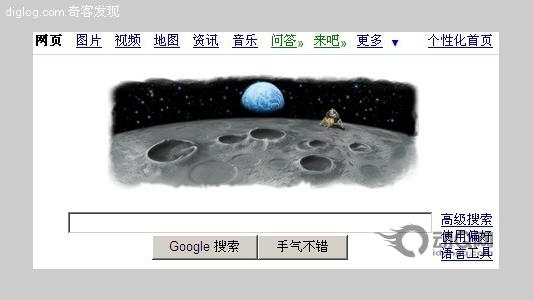 diglog.com 奇客发现
网页 图片 视频 地图 资讯 音乐 问答» 来吧» 更多 ▼ 个性化首页
高级搜索
使用偏好
语言工具
Google 搜索 手气不错